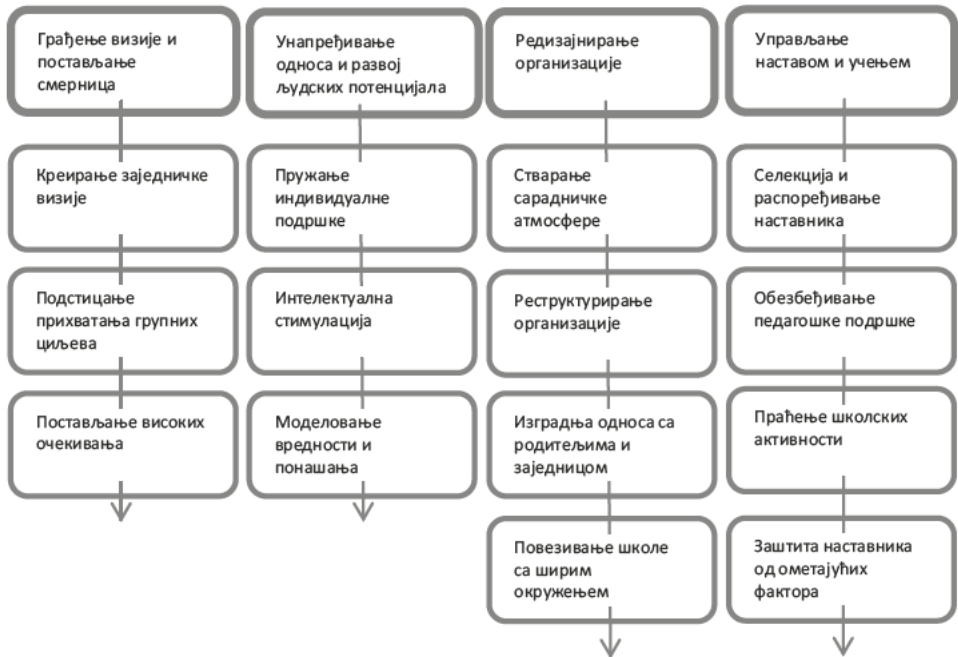 Грађење визије и
постављање
смерница
Креирање заједничке
визије
Подстицање
прихватања групних
циљева
Постављање високих
очекивања
Унапређивање
односа и развој
људских потенцијала
Пружање
индивидуалне
подршке
Интелектуална
стимулација
Моделовање
вредности и
понашања
Редизајнирање
организације
Стварање
сарадничке
атмосфере
Реструктурирање
организације
Изградња односа са
родитељима и
заједницом
Повезивање школе
са ширим
окружењем
Управљање
наставом и учењем
Селекција и
распоређивање
наставника
Обезбеђивање
педагошке подршке
Праћење школских
активности
Заштита наставника
од ометајућих
фактора